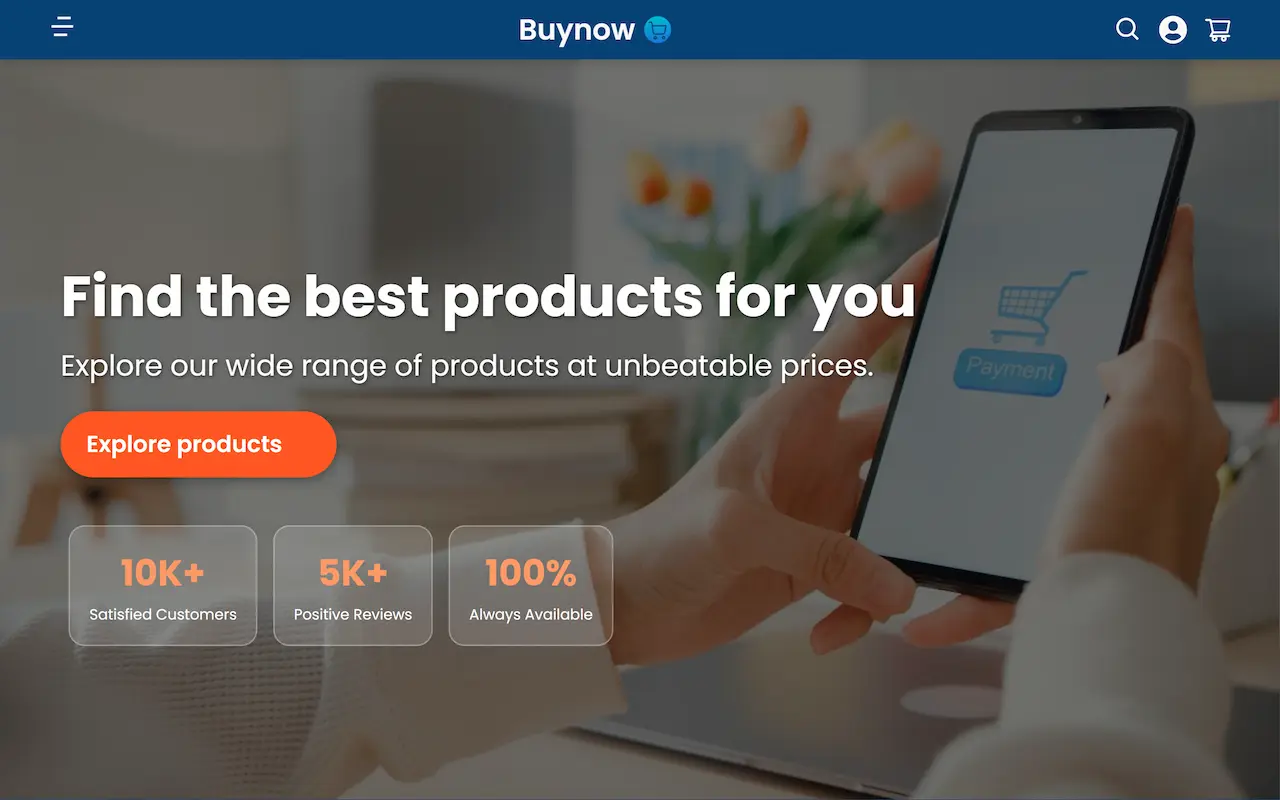 Buynow
Find the best products for you
Explore our wide range of products at unbeatable prices.
Payment
Explore products
10K+
Satisfied Customers
5K+
Positive Reviews
100%
Always Available